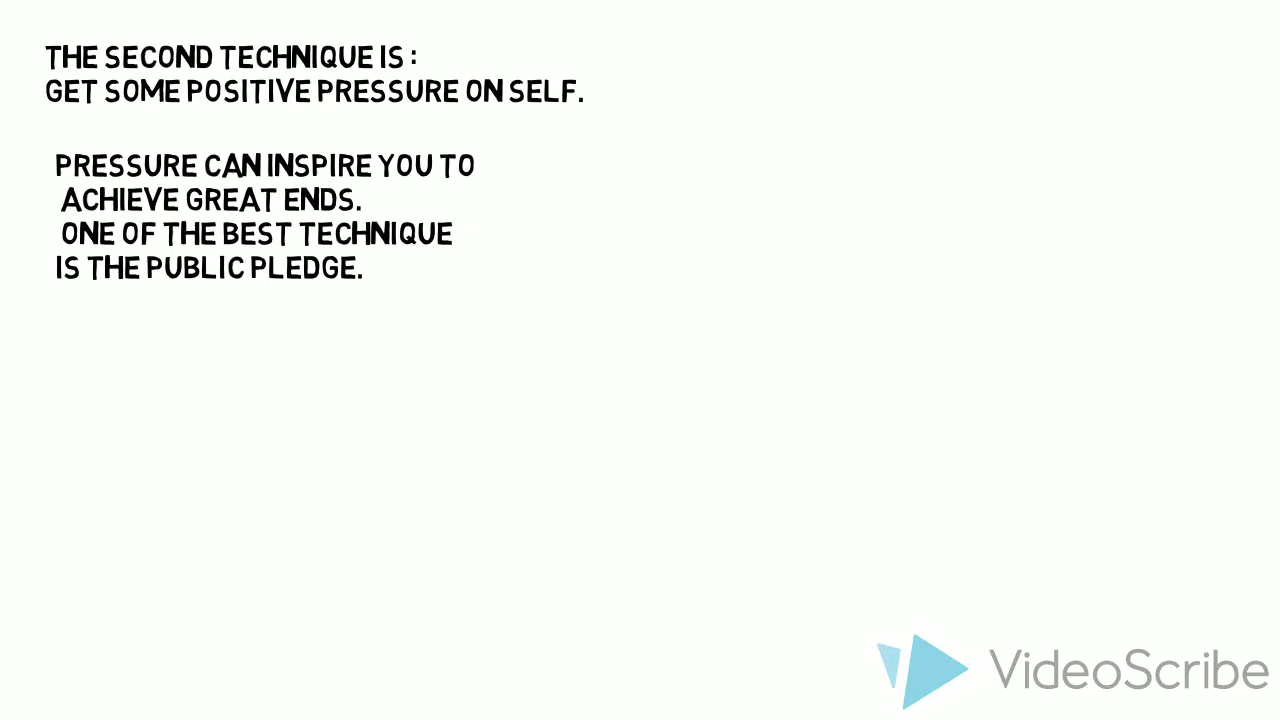 THE SECOND TECHNIQUE IS :
GET SOME POSITIVE PRESSURE ON SELF.
PRESSURE CAN INSPIRE YOU TO
ACHIEVE GREAT ENDS.
ONE OF THE BEST TECHNIQUE
IS THE PUBLIC PLEDGE.
VideoScribe